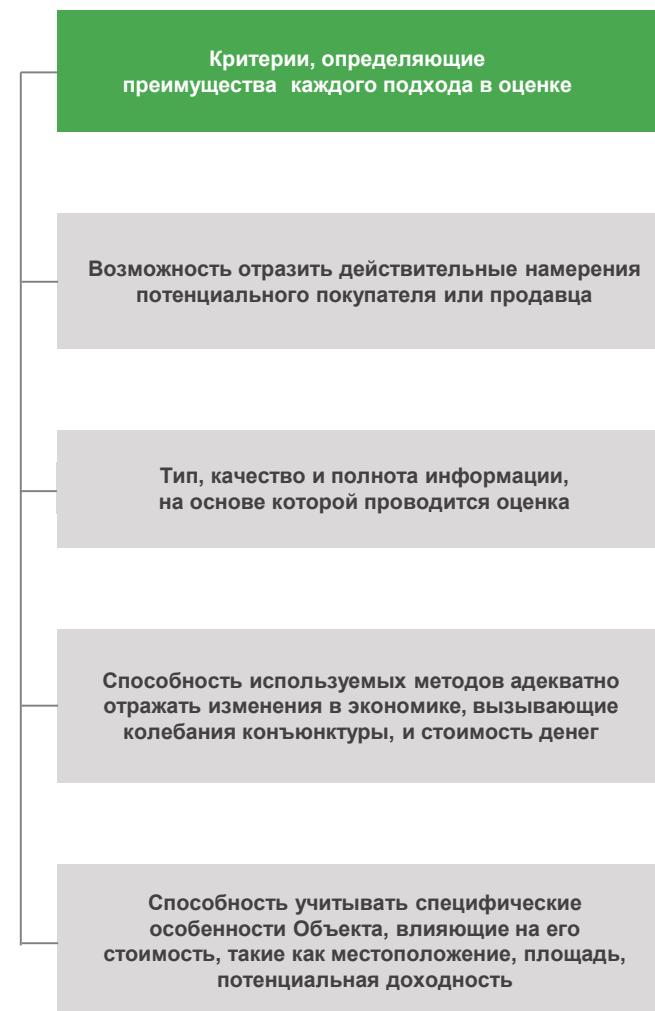 Критерии, определяющие
преимущества каждого подхода в оценке
Возможность отразить действительные намерения
потенциального покупателя или продавца
Тип, качество и полнота информации,
на основе которой проводится оценка
Способность используемых методов адекватно
отражать изменения в экономике, вызывающие
колебания конъюнктуры, и стоимость денег
Способность учитывать специфические
особенности Объекта, влияющие на его
стоимость, такие как местоположение, площадь,
потенциальная доходность